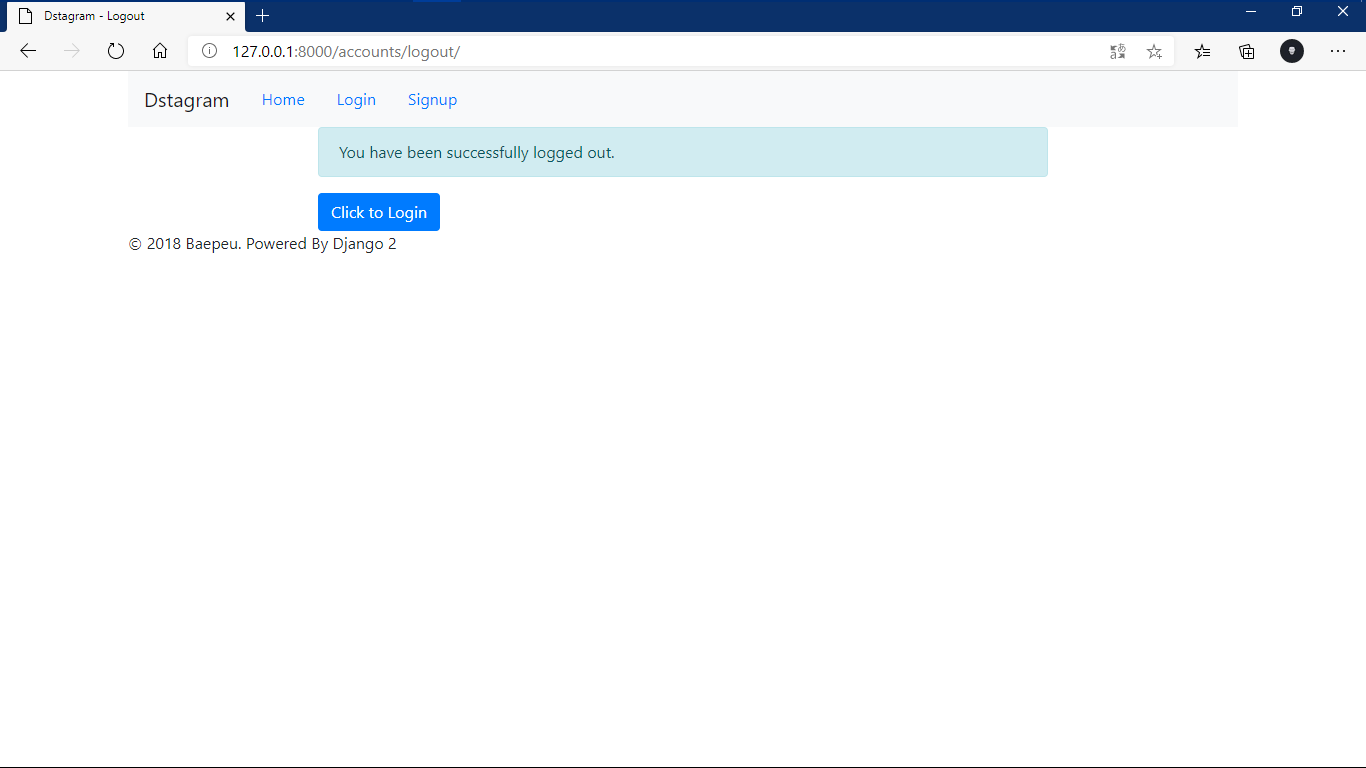 Dstagram - Logout
127.0.0.1:8000/accounts/logout/
Dstagram Home Login Signup
You have been successfully logged out.
Click to Login
© 2018 Baepeu. Powered By Django 2